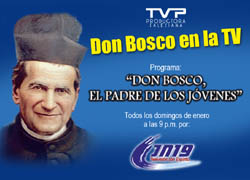 TVP
PRODUCTORA
SALESIANA
Don Bosco en la TV
Programa:
“DON BOSCO,
EL PADRE DE LOS JÓVENES”
Todos los domingos de enero
a las 9 p.m. por:
1019